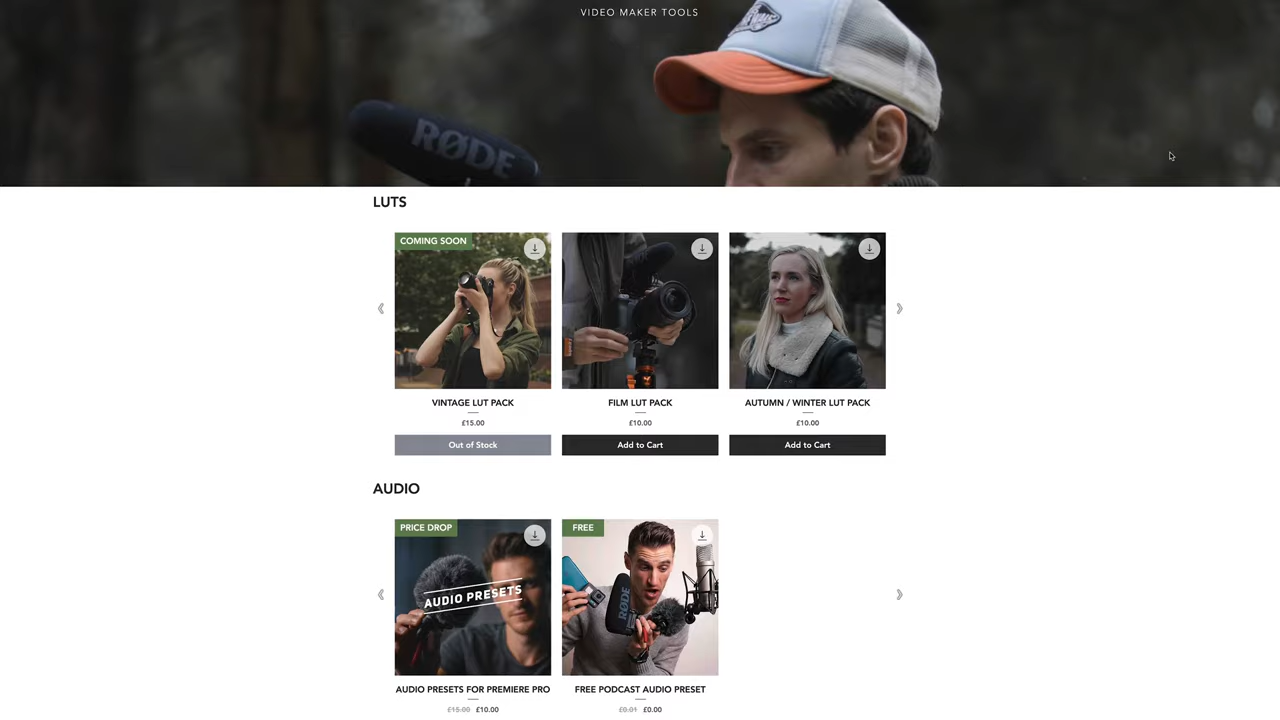 VIDEO MAKER TOOLS
RØDE
LUTS
COMING SOON
VINTAGE LUT PACK
£15.00
Out of Stock
FILM LUT PACK
£10.00
Add to Cart
AUTUMN / WINTER LUT PACK
£10.00
Add to Cart
AUDIO
PRICE DROP
AUDIO PRESETS
AUDIO PRESETS FOR PREMIERE PRO
£15.00 £10.00
FREE
RØDE
FREE PODCAST AUDIO PRESET
£0.01 £0.00